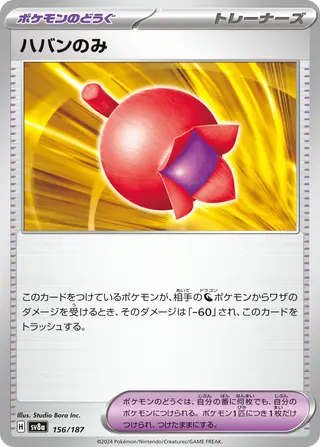 ポケモンのどうぐ
トレーナーズ
ハバンのみ
このカードをつけているポケモンが、相手のポケモンからワザの
ダメージを受けるとき、そのダメージは「-60」され、このカードを
トラッシュする。
Illus. Studio Bora Inc.
H sv8a 156/187
ポケモンのどうぐは、自分の番に何枚でも、自分の
ポケモンにつけられる。ポケモン1匹につき1枚だけ
つけられ、つけたままにする。
©2024 Pokémon/Nintendo/Creatures/GAME FREAK.